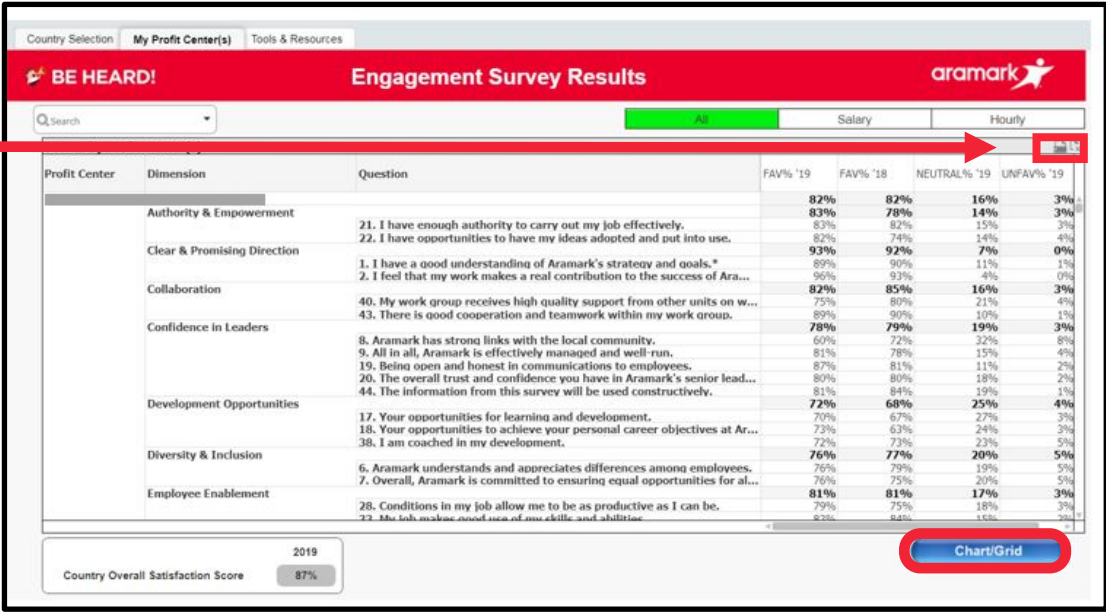 Country Selection My Profit Center(s) Tools & Resources
BE HEARD! Engagement Survey Results aramark
Search All Salary Hourly
Profit Center Dimension Question FAV% '19 FAV% '18 NEUTRAL% '19 UNFAV% '19
82% 82% 16% 3%
Authority & Empowerment 83% 78% 14% 3%
21. I have enough authority to carry out my job effectively. 83% 82% 15% 3%
22. I have opportunities to have my ideas adopted and put into use. 82% 74% 14% 4%
Clear & Promising Direction 93% 92% 7% 0%
1. I have a good understanding of Aramark's strategy and goals.* 89% 90% 11% 1%
2. I feel that my work makes a real contribution to the success of Ara... 96% 93% 4% 0%
Collaboration 82% 85% 16% 3%
40. My work group receives high quality support from other units on w... 75% 80% 21% 4%
43. There is good cooperation and teamwork within my work group. 89% 90% 10% 1%
Confidence in Leaders 78% 79% 19% 3%
8. Aramark has strong links with the local community. 60% 72% 32% 8%
9. All in all, Aramark is effectively managed and well-run. 81% 78% 15% 4%
19. Being open and honest in communications to employees. 87% 81% 11% 2%
20. The overall trust and confidence you have in Aramark's senior lead... 80% 80% 18% 2%
44. The information from this survey will be used constructively. 81% 84% 19% 1%
Development Opportunities 72% 68% 25% 4%
17. Your opportunities for learning and development. 70% 67% 27% 3%
18. Your opportunities to achieve your personal career objectives at Ar... 73% 63% 24% 3%
38. I am coached in my development. 72% 73% 23% 5%
Diversity & Inclusion 76% 77% 20% 5%
6. Aramark understands and appreciates differences among employees. 76% 79% 19% 5%
7. Overall, Aramark is committed to ensuring equal opportunities for al... 76% 75% 20% 5%
Employee Enablement 81% 81% 17% 3%
28. Conditions in my job allow me to be as productive as I can be. 79% 75% 18% 3%
My job makes good use of my skills and abilities
2019 Chart/Grid
Country Overall Satisfaction Score 87%